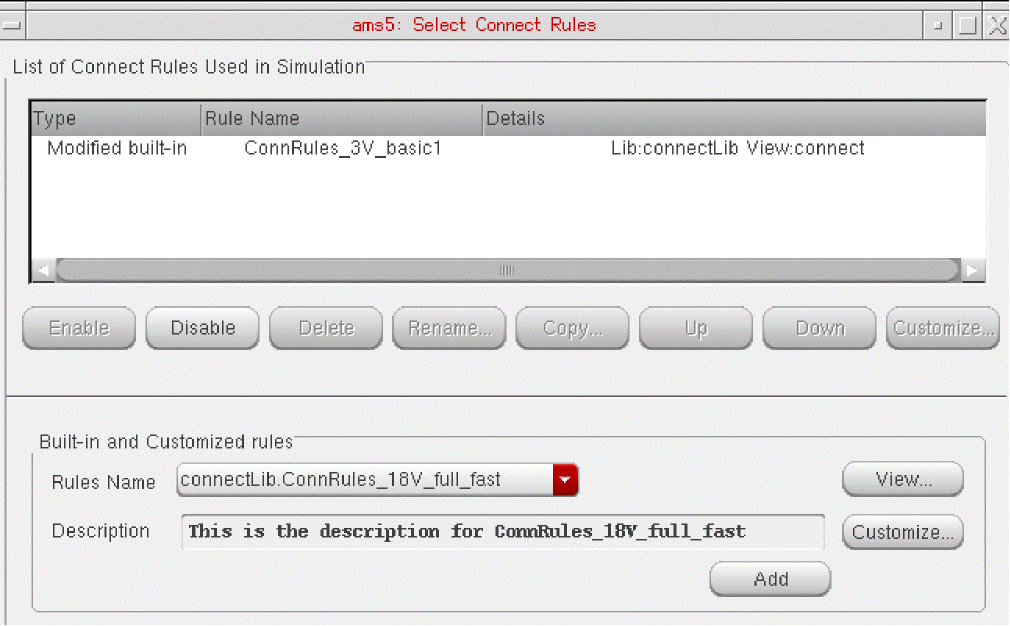 ams5: Select Connect Rules
List of Connect Rules Used in Simulation
Type Rule Name Details
Modified built-in ConnRules_3V_basic1 Lib:connectLib View:connect
Enable Disable Delete Rename... Copy... Up Down Customize...
Built-in and Customized rules
Rules Name connectLib.ConnRules_18V_full_fast View...
Description This is the description for ConnRules_18V_full_fast Customize...
Add